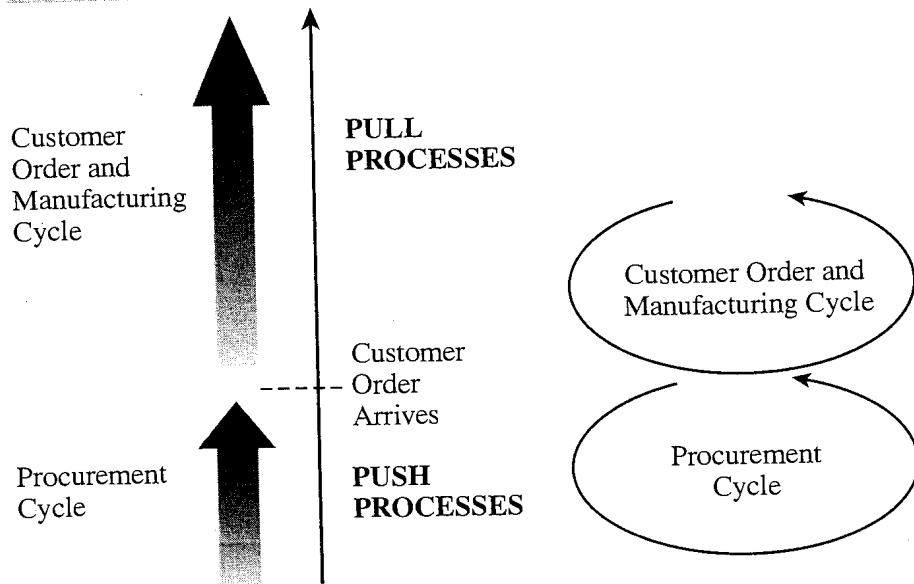 Customer
Order and
Manufacturing
Cycle
PULL
PROCESSES
Customer Order and
Manufacturing Cycle
Customer
Order
Arrives
Procurement
Cycle
PUSH
PROCESSES
Procurement
Cycle